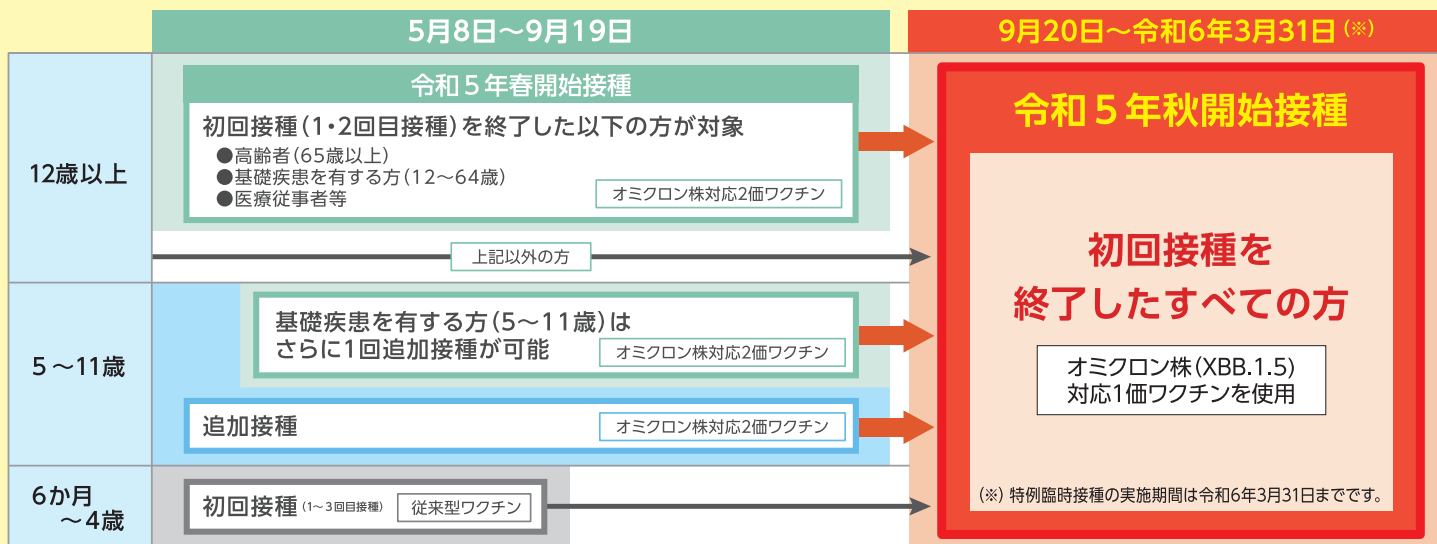 5月8日～9月19日
9月20日～令和6年3月31日(※)
12歳以上
令和5年春開始接種
初回接種(1・2回目接種)を終了した以下の方が対象
●高齢者(65歳以上)
●基礎疾患を有する方(12～64歳)
●医療従事者等
オミクロン株対応2価ワクチン
上記以外の方
5～11歳
基礎疾患を有する方(5～11歳)は
さらに1回追加接種が可能
オミクロン株対応2価ワクチン
追加接種
オミクロン株対応2価ワクチン
6か月
～4歳
初回接種(1～3回目接種)
従来型ワクチン
令和5年秋開始接種
初回接種を
終了したすべての方
オミクロン株(XBB.1.5)
対応1価ワクチンを使用
(※) 特例臨時接種の実施期間は令和6年3月31日までです。